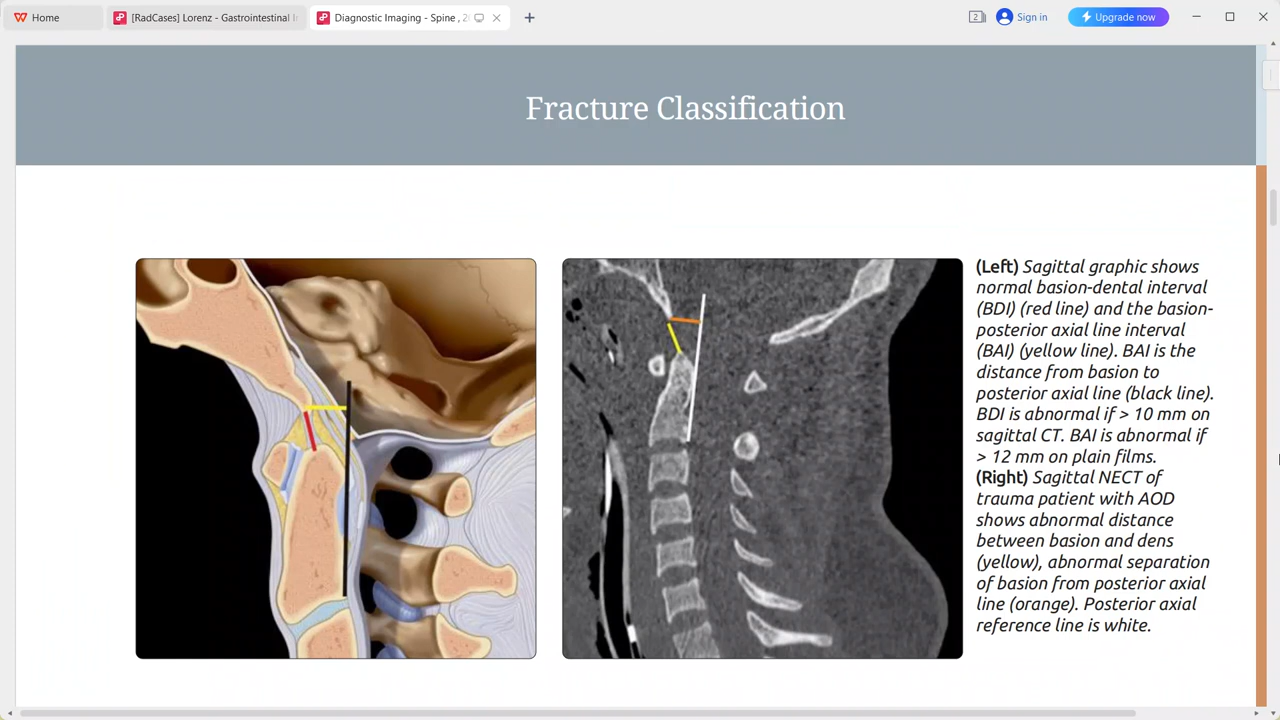 Home
[RadCases] Lorenz - Gastrointestinal I
Diagnostic Imaging - Spine , 2
2
Sign in
Upgrade now
Fracture Classification
(Left) Sagittal graphic shows
normal basion-dental interval
(BDI) (red line) and the basion-
posterior axial line interval
(BAI) (yellow line). BAI is the
distance from basion to
posterior axial line (black line).
BDI is abnormal if > 10 mm on
sagittal CT. BAI is abnormal if
> 12 mm on plain films.
(Right) Sagittal NECT of
trauma patient with AOD
shows abnormal distance
between basion and dens
(yellow), abnormal separation
of basion from posterior axial
line (orange). Posterior axial
reference line is white.